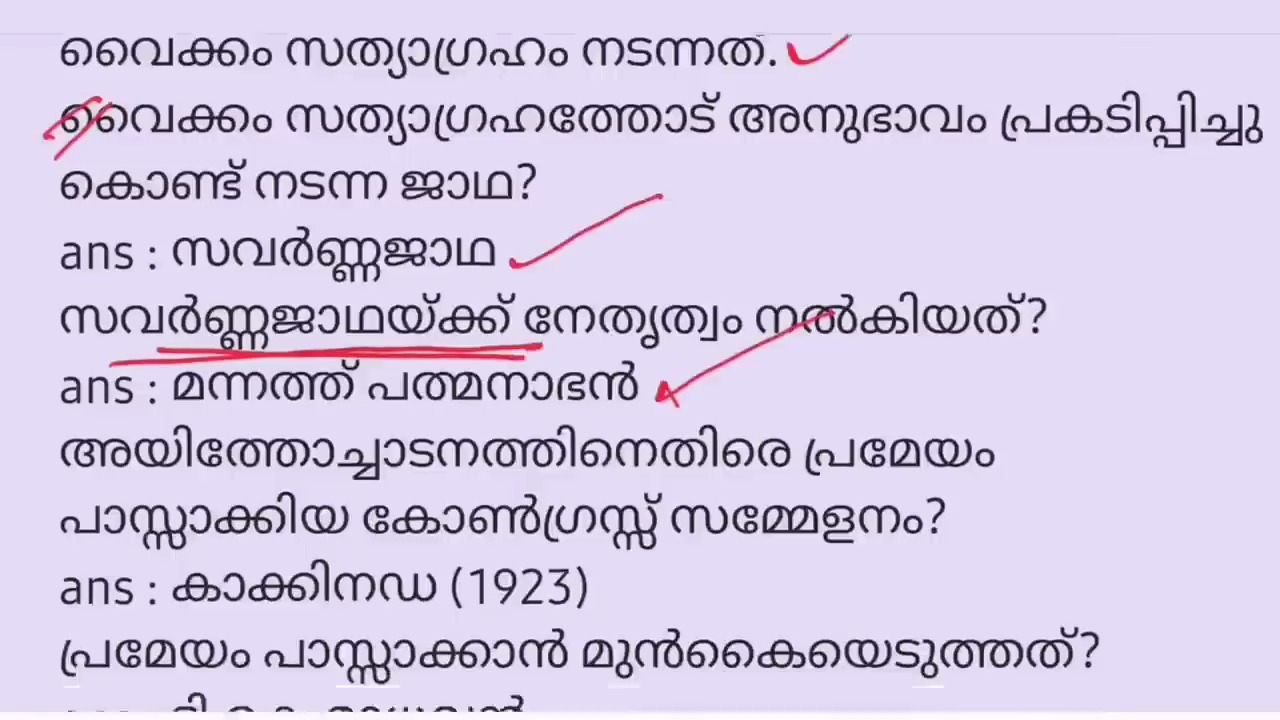 വൈക്കം സത്യാഗ്രഹം നടന്നത്.
വൈക്കം സത്യാഗ്രഹത്തോട് അനുഭാവം പ്രകടിപ്പിച്ചു
കൊണ്ട് നടന്ന ജാഥ?
ans : സവർണ്ണജാഥ
സവർണ്ണജാഥയ്ക്ക് നേതൃത്വം നൽകിയത്?
ans : മന്നത്ത് പത്മനാഭൻ
അയിത്തോച്ചാടനത്തിനെതിരെ പ്രമേയം
പാസ്സാക്കിയ കോൺഗ്രസ്സ് സമ്മേളനം?
ans : കാക്കിനഡ (1923)
പ്രമേയം പാസ്സാക്കാൻ മുൻകൈയെടുത്തത്?